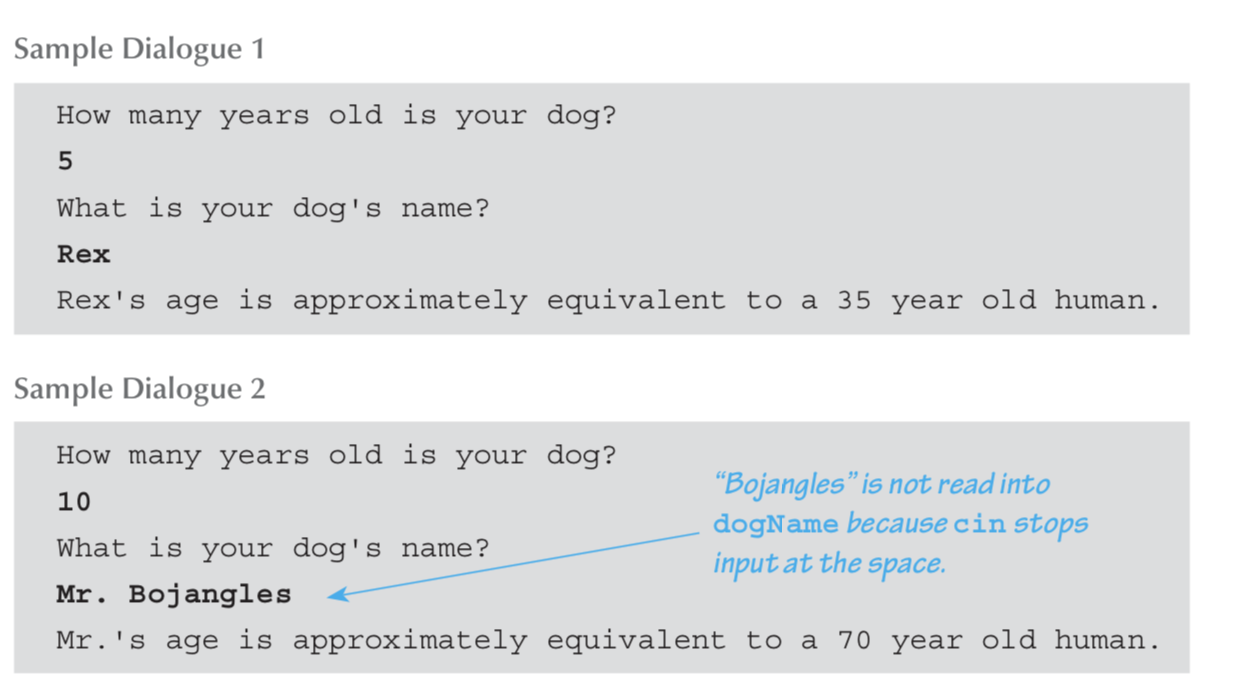 Sample Dialogue 1
How many years old is your dog?
5
What is your dog's name?
Rex
Rex's age is approximately equivalent to a 35 year old human.
Sample Dialogue 2
How many years old is your dog?
10
What is your dog's name?
Mr. Bojangles
Mr.'s age is approximately equivalent to a 70 year old human.
“Bojangles” is not read into
dogName because cin stops
input at the space.